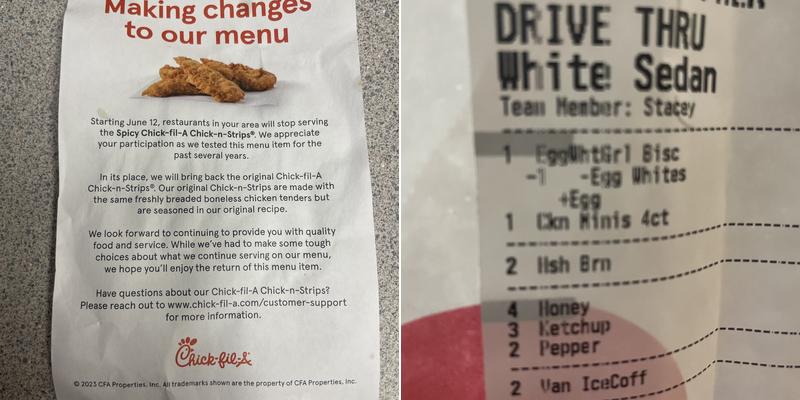 Making changes
to our menu
Starting June 12, restaurants in your area will stop serving
the Spicy Chick-fil-A Chick-n-Strips®. We appreciate
your participation as we tested this menu item for the
past several years.
In its place, we will bring back the original Chick-fil-A
Chick-n-Strips®. Our original Chick-n-Strips are made with
the same freshly breaded boneless chicken tenders but
are seasoned in our original recipe.
We look forward to continuing to provide you with quality
food and service. While we've had to make some tough
choices about what we continue serving on our menu,
we hope you'll enjoy the return of this menu item.
Have questions about our Chick-fil-A Chick-n-Strips?
Please reach out to www.chick-fil-a.com/customer-support
for more information.
Chick-fil-A
© 2023 CFA Properties, Inc. All trademarks shown are the property of CFA Properties, Inc.
DRIVE THRU
White Sedan
Team Member: Stacey
1 EggWhtGrl Bisc
-1 -Egg Whites
+Egg
1 Ckn Minis 4ct
2 Hsh Brn
4 Honey
3 Ketchup
2 Pepper
2 Van IceCoff